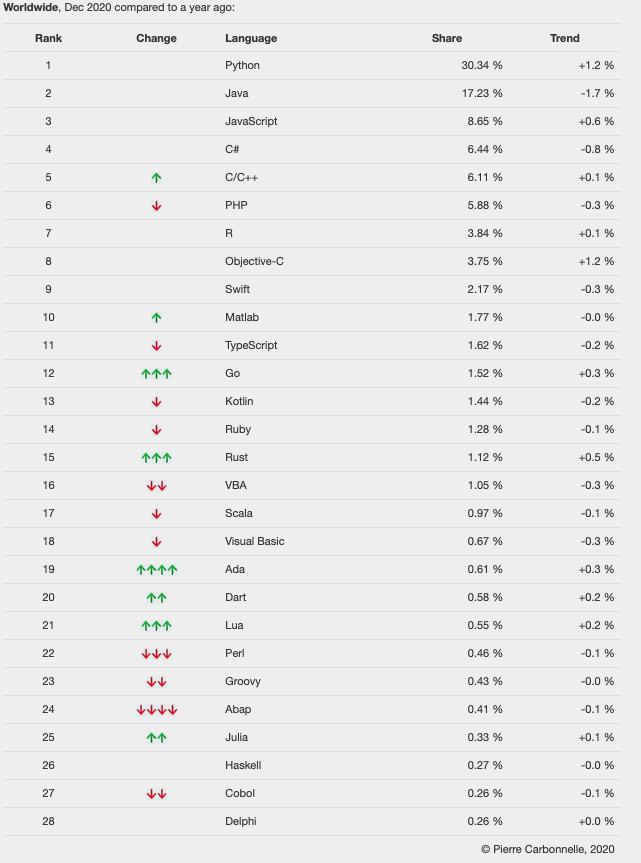 Worldwide, Dec 2020 compared to a year ago:
Rank Change Language Share Trend
1 Python 30.34 % +1.2 %
2 Java 17.23 % -1.7 %
3 JavaScript 8.65 % +0.6 %
4 C# 6.44 % -0.8 %
5 ↑ C/C++ 6.11 % +0.1 %
6 ↓ PHP 5.88 % -0.3 %
7 R 3.84 % +0.1 %
8 Objective-C 3.75 % +1.2 %
9 Swift 2.17 % -0.3 %
10 ↑ Matlab 1.77 % -0.0 %
11 ↓ TypeScript 1.62 % -0.2 %
12 ↑↑↑ Go 1.52 % +0.3 %
13 ↓ Kotlin 1.44 % -0.2 %
14 ↓ Ruby 1.28 % -0.1 %
15 ↑↑↑ Rust 1.12 % +0.5 %
16 ↓↓ VBA 1.05 % -0.3 %
17 ↓ Scala 0.97 % -0.1 %
18 ↓ Visual Basic 0.67 % -0.3 %
19 ↑↑↑↑ Ada 0.61 % +0.3 %
20 ↑↑ Dart 0.58 % +0.2 %
21 ↑↑↑ Lua 0.55 % +0.2 %
22 ↓↓↓ Perl 0.46 % -0.1 %
23 ↓↓ Groovy 0.43 % -0.0 %
24 ↓↓↓↓ Abap 0.41 % -0.1 %
25 ↑↑ Julia 0.33 % +0.1 %
26 Haskell 0.27 % -0.0 %
27 ↓↓ Cobol 0.26 % -0.1 %
28 Delphi 0.26 % +0.0 %
© Pierre Carbonnelle, 2020